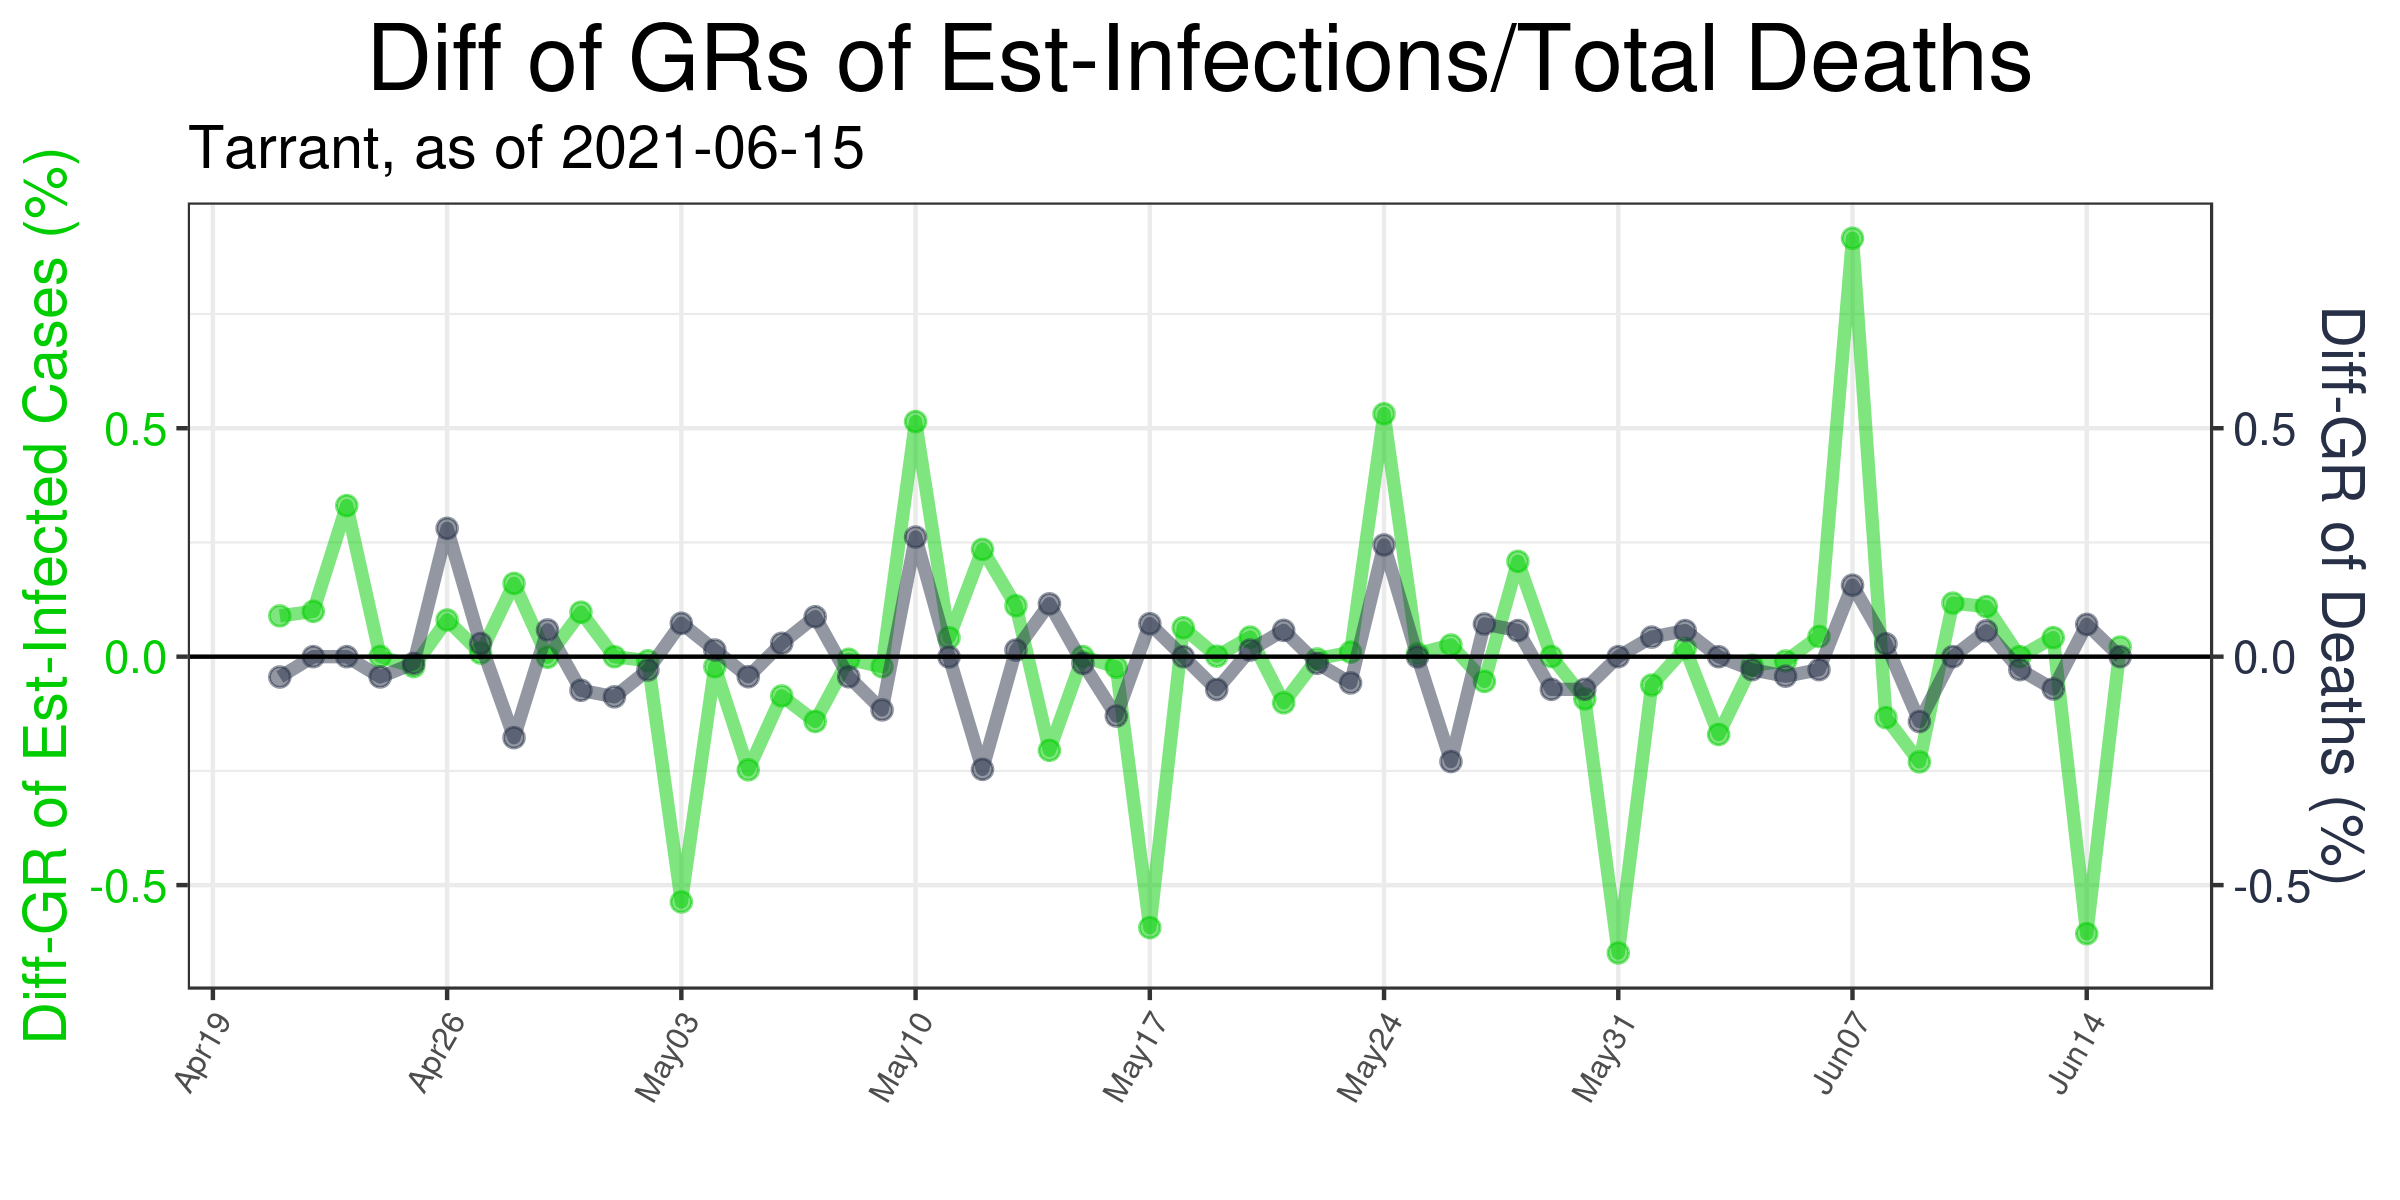 Diff of GRs of Est-Infections/Total Deaths
Tarrant, as of 2021-06-15
Diff-GR of Est-Infected Cases (%)
0.5
0.0
-0.5
0.5
0.0
-0.5
Diff-GR of Deaths (%)
Apr19
Apr26
May03
May10
May17
May24
May31
Jun07
Jun14